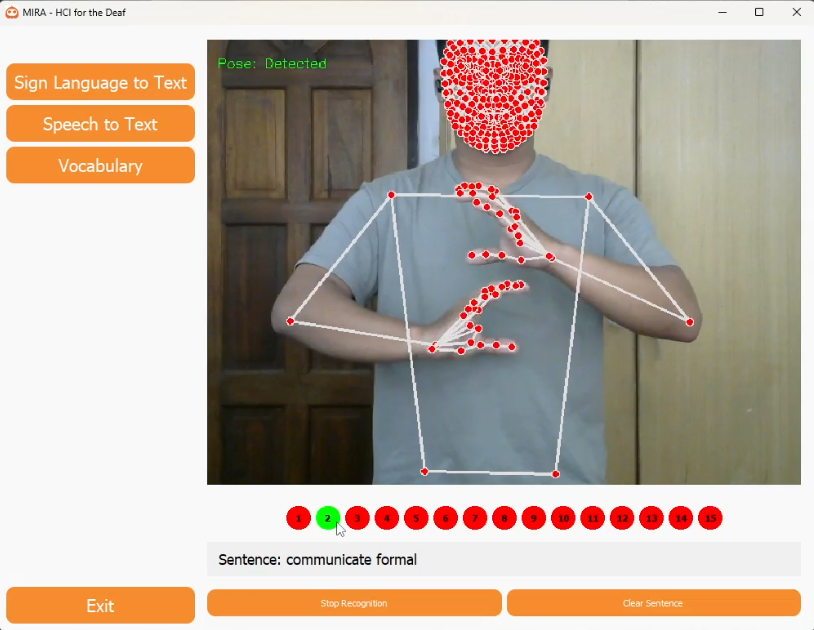 MIRA - HCI for the Deaf
Sign Language to Text
Speech to Text
Vocabulary
Pose: Detected
1 2 3 4 5 6 7 8 9 10 11 12 13 14 15
Sentence: communicate formal
Exit
Stop Recognition
Clear Sentence